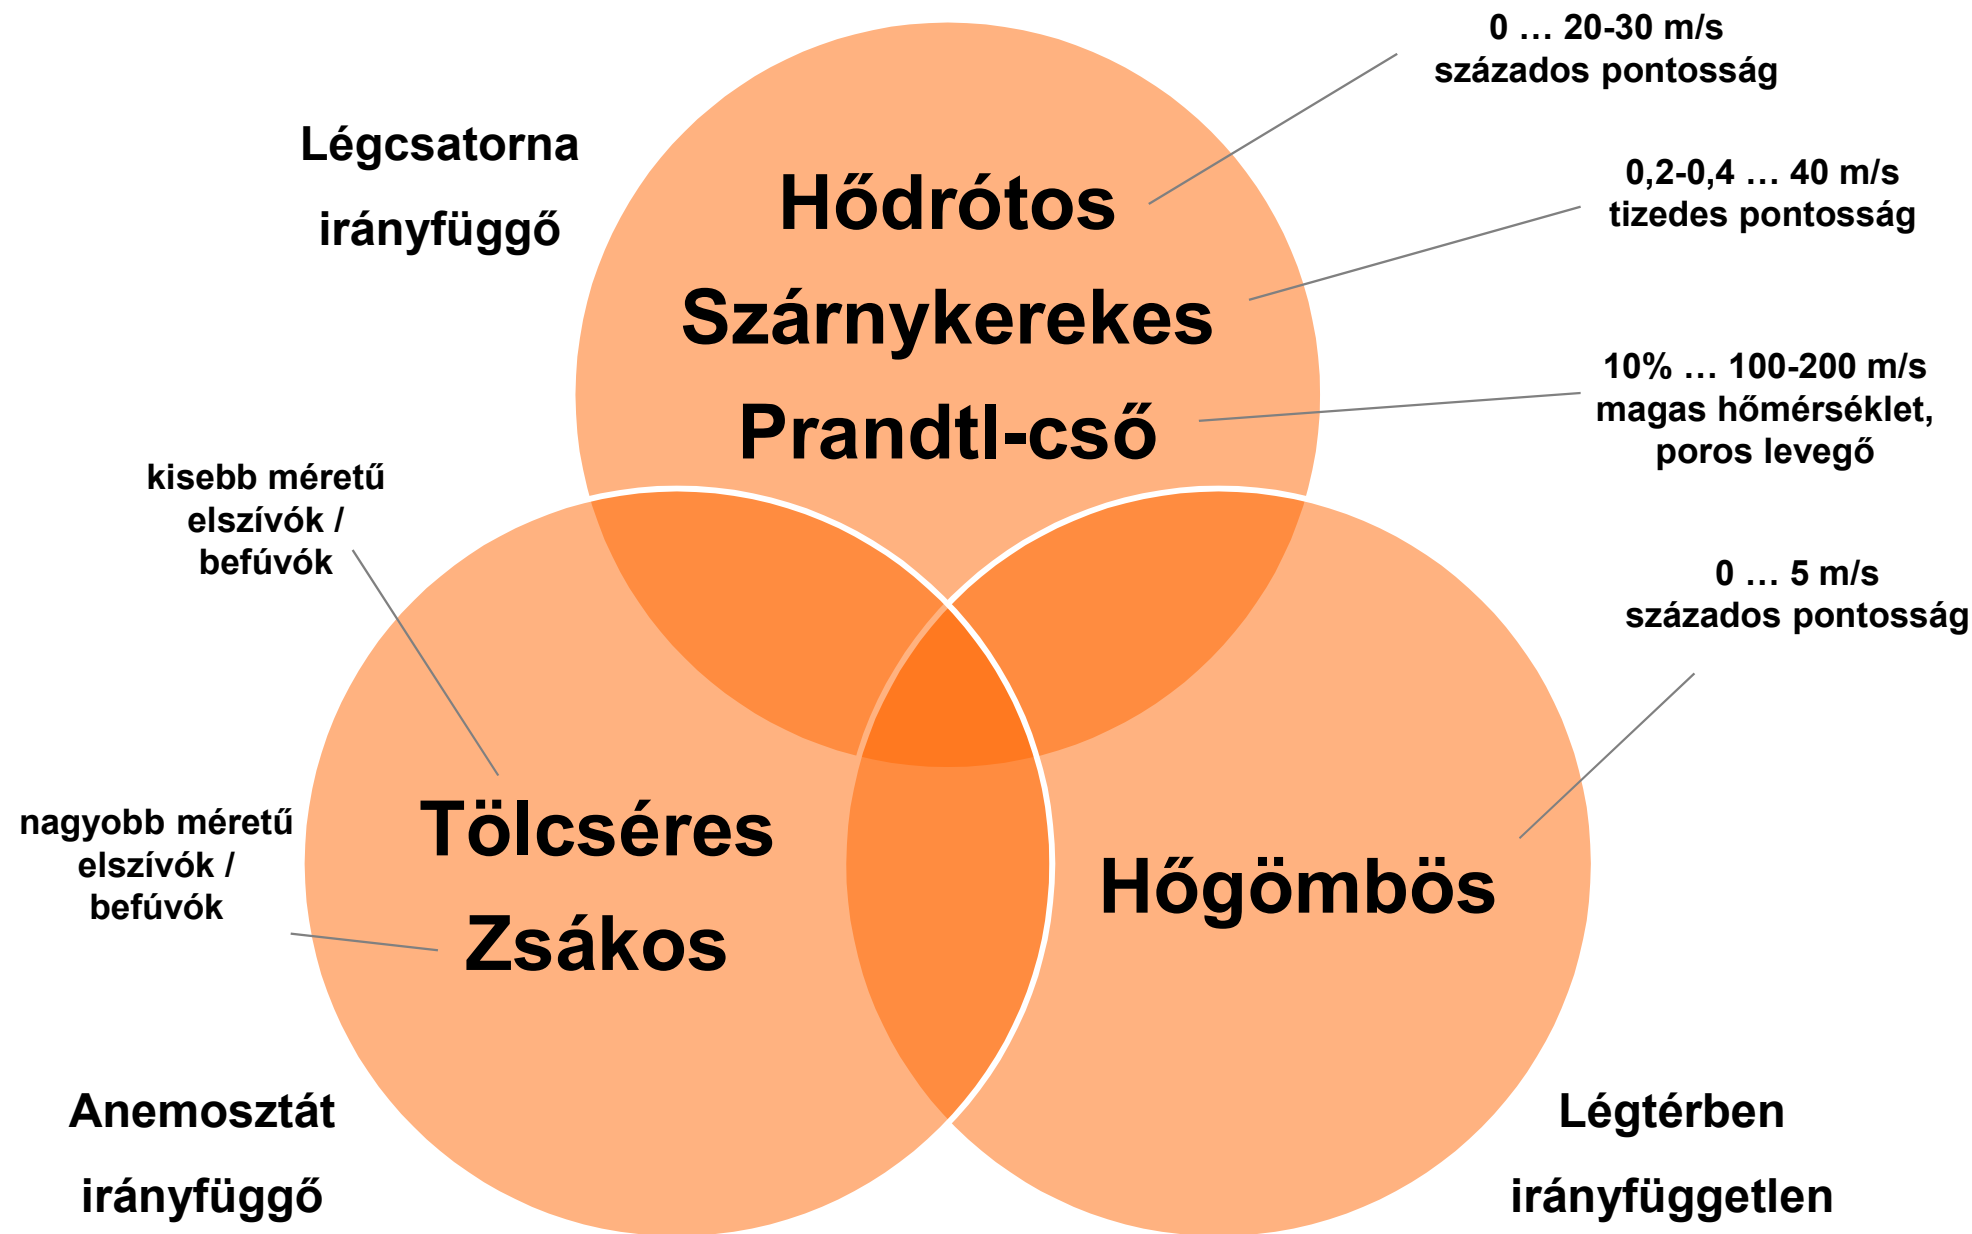 0 … 20-30 m/s
százados pontosság
Légcsatorna
irányfüggő
Hődrótos
0,2-0,4 … 40 m/s
tizedes pontosság
Szárnykerekes
10% … 100-200 m/s
magas hőmérséklet,
poros levegő
Prandtl-cső
kisebb méretű
elszívók /
befúvók
0 … 5 m/s
százados pontosság
nagyobb méretű
elszívók /
befúvók
Tölcséres
Zsákos
Hőgömbös
Anemosztát
irányfüggő
Légtérben
irányfüggetlen